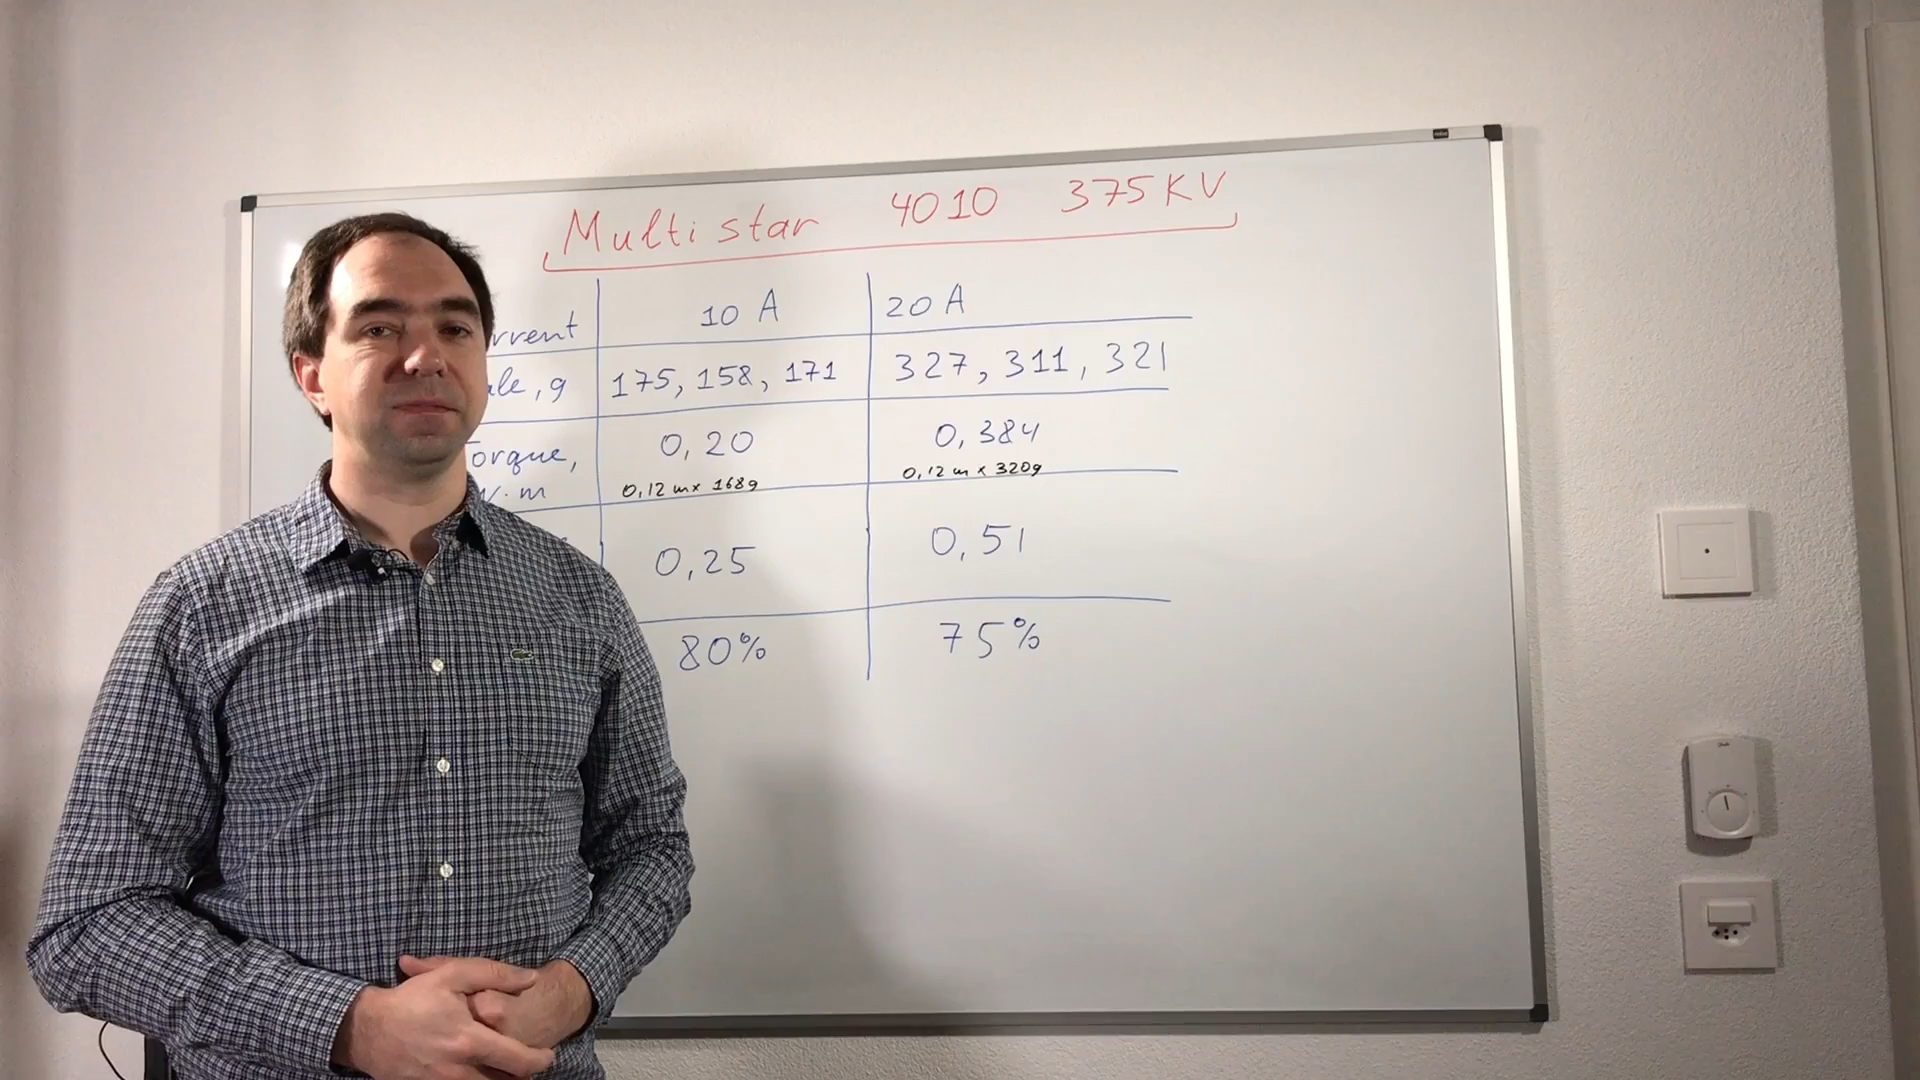 Multistar 4010 375KV
rrent 10 A 20 A
ale, g 175, 158, 171 327, 311, 321
orque, 0,20 0,384
N·m 0,12 m x 168g 0,12 m x 320g
0,25 0,51
80% 75%